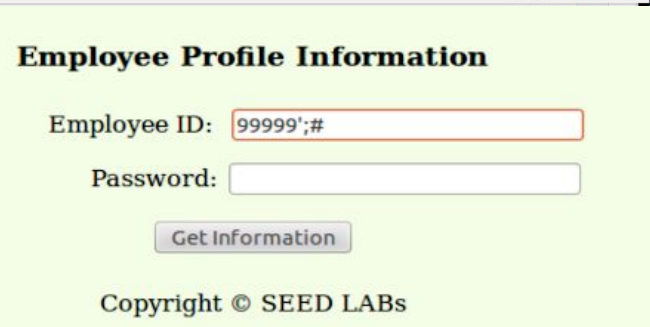 Employee Profile Information
Employee ID: 99999';#
Password:
Get Information
Copyright © SEED LABs